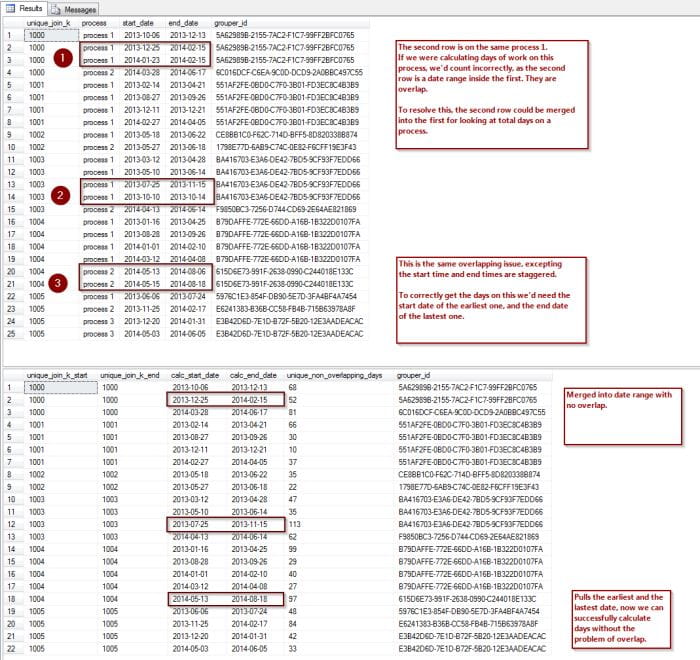 Results Messages
unique_join_k process start_date end_date grouper_id
1 1000 process 1 2013-10-06 2013-12-13 5A62989B-2155-7AC2-F1C7-99FF2BFC0765
2 1000 process 1 2013-12-25 2014-02-15 5A62989B-2155-7AC2-F1C7-99FF2BFC0765
3 1000 process 1 2014-01-23 2014-02-15 5A62989B-2155-7AC2-F1C7-99FF2BFC0765
1
4 1000 process 2 2014-03-28 2014-06-17 6C016DCF-C6EA-9C0D-DCD9-2A0BBC497C55
5 1001 process 1 2013-02-14 2013-04-21 551AF2FE-0BD0-C7F0-3B01-FD3EC8C4B3B9
6 1001 process 1 2013-08-27 2013-09-26 551AF2FE-0BD0-C7F0-3B01-FD3EC8C4B3B9
7 1001 process 1 2013-12-11 2013-12-21 551AF2FE-0BD0-C7F0-3B01-FD3EC8C4B3B9
8 1001 process 1 2014-02-27 2014-04-05 551AF2FE-0BD0-C7F0-3B01-FD3EC8C4B3B9
9 1002 process 1 2013-05-18 2013-06-22 CE8BB1C0-F62C-714D-BFF5-8D820338B874
10 1002 process 2 2013-05-27 2013-06-18 1798E77D-6AB9-C74C-0E82-F6CFF19E3F43
11 1003 process 1 2013-03-12 2013-04-28 BA416703-E3A6-DE42-7BD5-9CF93F7EDD66
12 1003 process 1 2013-05-10 2013-06-14 BA416703-E3A6-DE42-7BD5-9CF93F7EDD66
13 1003 process 1 2013-07-25 2013-11-15 BA416703-E3A6-DE42-7BD5-9CF93F7EDD66
14 1003 process 1 2013-10-10 2013-10-14 BA416703-E3A6-DE42-7BD5-9CF93F7EDD66
2
15 1003 process 2 2014-04-13 2014-06-14 F9850BC3-7256-D744-CD69-2E64AE821869
16 1004 process 1 2013-01-16 2013-04-25 B79DAFFE-772E-66DD-A16B-1B322D0107FA
17 1004 process 1 2013-08-28 2013-09-26 B79DAFFE-772E-66DD-A16B-1B322D0107FA
18 1004 process 1 2014-01-01 2014-02-10 B79DAFFE-772E-66DD-A16B-1B322D0107FA
19 1004 process 1 2014-03-12 2014-04-08 B79DAFFE-772E-66DD-A16B-1B322D0107FA
20 1004 process 2 2014-05-13 2014-08-06 615D6E73-991F-2638-0990-C244018E133C
21 1004 process 2 2014-05-15 2014-08-18 615D6E73-991F-2638-0990-C244018E133C
3
22 1005 process 1 2013-06-06 2013-07-24 5976C1E3-854F-DB90-5E7D-3FA4BF4A7454
23 1005 process 2 2013-11-25 2014-02-17 E6241383-B36B-CC58-FB4B-715B63978A8F
24 1005 process 3 2013-12-20 2014-01-31 E3B42D6D-7E1D-B72F-5B20-12E3AADEACAC
25 1005 process 3 2014-05-03 2014-06-05 E3B42D6D-7E1D-B72F-5B20-12E3AADEACAC
The second row is on the same process 1.
If we were calculating days of work on this
process, we'd count incorrectly, as the second
row is a date range inside the first. They are
overlap.
To resolve this, the second row could be merged
into the first for looking at total days on a
process.
This is the same overlapping issue, excepting
the start time and end times are staggered.
To correctly get the days on this we'd need the
start date of the earliest one, and the end date
of the lastest one.
unique_join_k_start unique_join_k_end calc_start_date calc_end_date unique_non_overlapping_days grouper_id
1 1000 1000 2013-10-06 2013-12-13 68 5A62989B-2155-7AC2-F1C7-99FF2BFC0765
2 1000 1000 2013-12-25 2014-02-15 52 5A62989B-2155-7AC2-F1C7-99FF2BFC0765
3 1000 1000 2014-03-28 2014-06-17 81 6C016DCF-C6EA-9C0D-DCD9-2A0BBC497C55
4 1001 1001 2013-02-14 2013-04-21 66 551AF2FE-0BD0-C7F0-3B01-FD3EC8C4B3B9
5 1001 1001 2013-08-27 2013-09-26 30 551AF2FE-0BD0-C7F0-3B01-FD3EC8C4B3B9
6 1001 1001 2013-12-11 2013-12-21 10 551AF2FE-0BD0-C7F0-3B01-FD3EC8C4B3B9
7 1001 1001 2014-02-27 2014-04-05 37 551AF2FE-0BD0-C7F0-3B01-FD3EC8C4B3B9
8 1002 1002 2013-05-18 2013-06-22 35 CE8BB1C0-F62C-714D-BFF5-8D820338B874
9 1002 1002 2013-05-27 2013-06-18 22 1798E77D-6AB9-C74C-0E82-F6CFF19E3F43
10 1003 1003 2013-03-12 2013-04-28 47 BA416703-E3A6-DE42-7BD5-9CF93F7EDD66
11 1003 1003 2013-05-10 2013-06-14 35 BA416703-E3A6-DE42-7BD5-9CF93F7EDD66
12 1003 1003 2013-07-25 2013-11-15 113 BA416703-E3A6-DE42-7BD5-9CF93F7EDD66
13 1003 1003 2014-04-13 2014-06-14 62 F9850BC3-7256-D744-CD69-2E64AE821869
14 1004 1004 2013-01-16 2013-04-25 99 B79DAFFE-772E-66DD-A16B-1B322D0107FA
15 1004 1004 2013-08-28 2013-09-26 29 B79DAFFE-772E-66DD-A16B-1B322D0107FA
16 1004 1004 2014-01-01 2014-02-10 40 B79DAFFE-772E-66DD-A16B-1B322D0107FA
17 1004 1004 2014-03-12 2014-04-08 27 B79DAFFE-772E-66DD-A16B-1B322D0107FA
18 1004 1004 2014-05-13 2014-08-18 97 615D6E73-991F-2638-0990-C244018E133C
19 1005 1005 2013-06-06 2013-07-24 48 5976C1E3-854F-DB90-5E7D-3FA4BF4A7454
20 1005 1005 2013-11-25 2014-02-17 84 E6241383-B36B-CC58-FB4B-715B63978A8F
21 1005 1005 2013-12-20 2014-01-31 42 E3B42D6D-7E1D-B72F-5B20-12E3AADEACAC
22 1005 1005 2014-05-03 2014-06-05 33 E3B42D6D-7E1D-B72F-5B20-12E3AADEACAC
Merged into date range with
no overlap.
Pulls the earliest and the
lastest date, now we can
successfully calculate
days without the
problem of overlap.